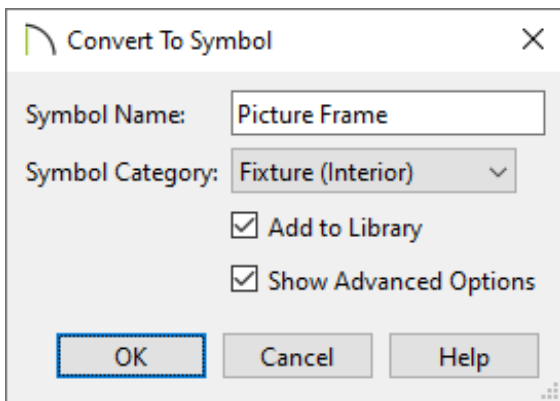 Convert To Symbol
Symbol Name: Picture Frame
Symbol Category: Fixture (Interior)
Add to Library
Show Advanced Options
OK Cancel Help